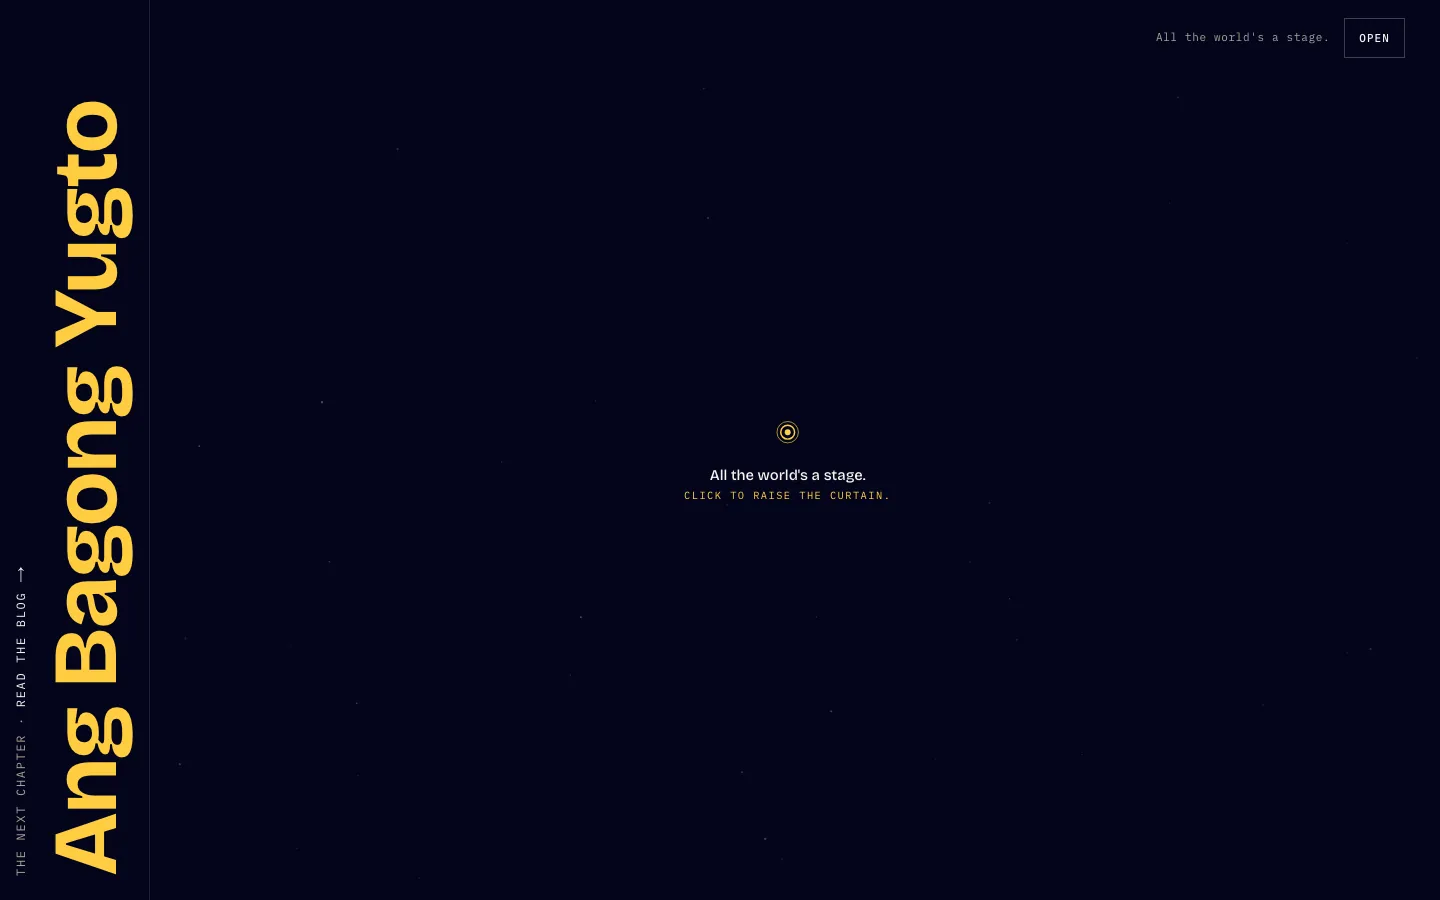 THE NEXT CHAPTER · READ THE BLOG →
Ang Bagong Yugto
All the world's a stage.
OPEN
All the world's a stage.
CLICK TO RAISE THE CURTAIN.